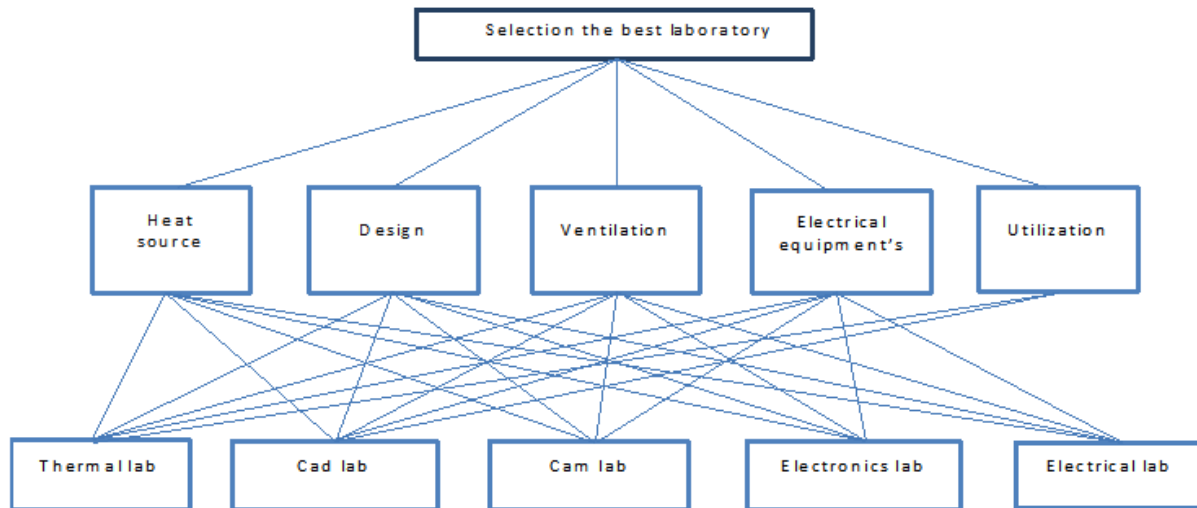 Selection the best laboratory
Heat
source
Design
Ventilation
Electrical
equipment's
Utilization
Thermal lab
Cad lab
Cam lab
Electronics lab
Electrical lab